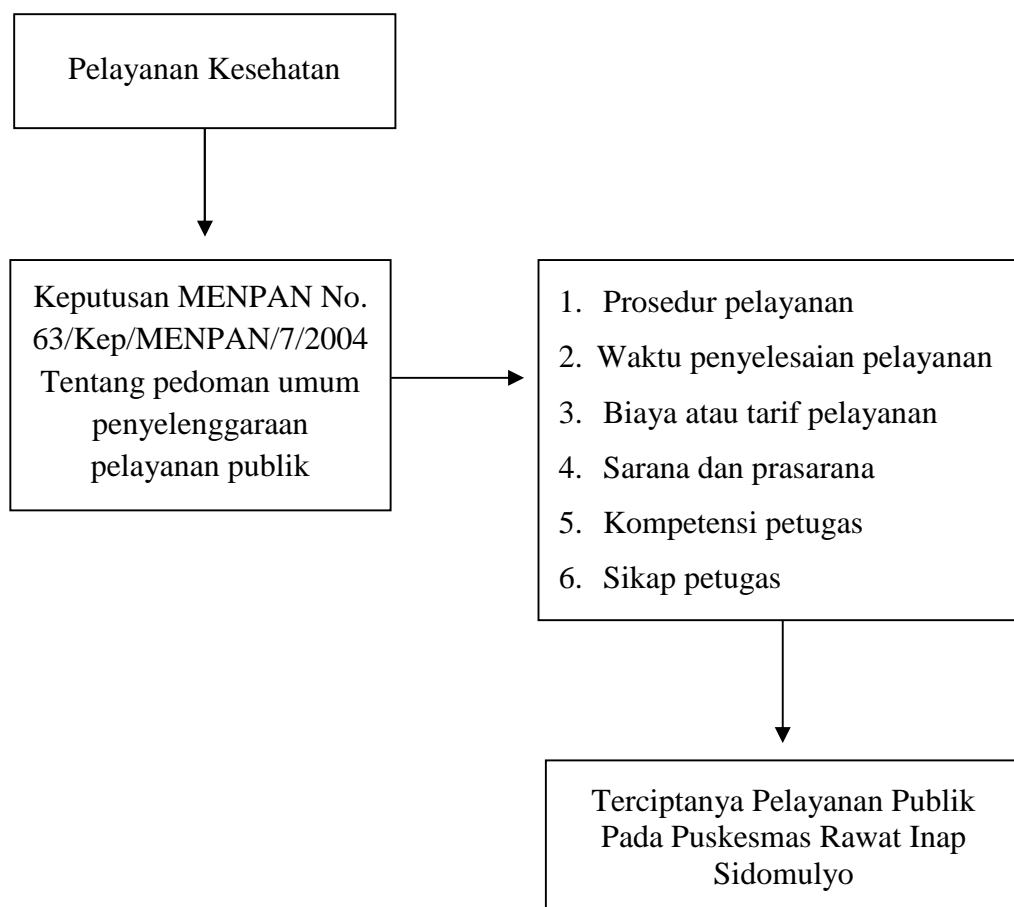 Pelayanan Kesehatan
Keputusan MENPAN No.
63/Kep/MENPAN/7/2004
Tentang pedoman umum
penyelenggaraan
pelayanan publik
1. Prosedur pelayanan
2. Waktu penyelesaian pelayanan
3. Biaya atau tarif pelayanan
4. Sarana dan prasarana
5. Kompetensi petugas
6. Sikap petugas
Terciptanya Pelayanan Publik
Pada Puskesmas Rawat Inap
Sidomulyo